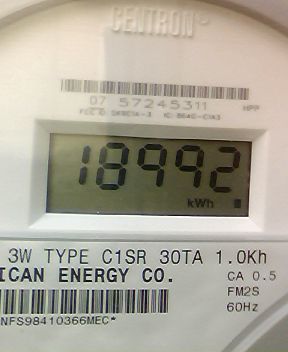 CENTRON
07 57245311 HPP
18992
kWh
3W TYPE C1SR 30TA 1.0Kh
ICAN ENERGY CO. CA 0.5
FM2S
60Hz
NFS98410366MEC*